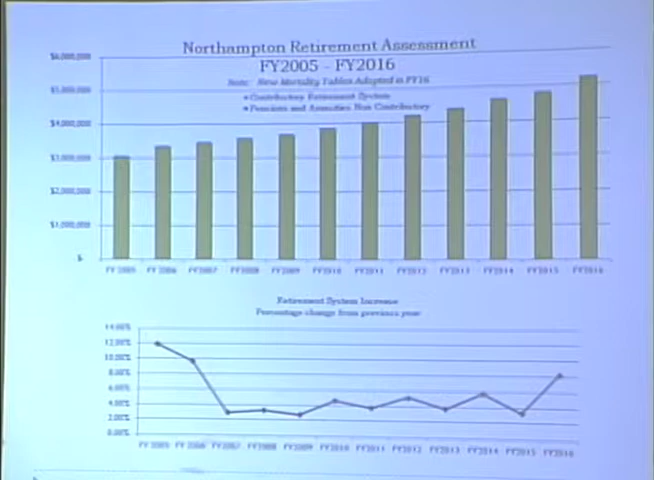 Northampton Retirement Assessment
FY2005 - FY2016
Note: New Mortality Tables Adopted in FY16
Contributory Retirement System
Pensions and Annuities Non Contributory
$6,000,000
$5,000,000
$4,000,000
$3,000,000
$2,000,000
$1,000,000
$-
FY2005 FY2006 FY2007 FY2008 FY2009 FY2010 FY2011 FY2012 FY2013 FY2014 FY2015 FY2016
Retirement System Increase
Percentage change from previous year
14.00%
12.00%
10.00%
8.00%
6.00%
4.00%
2.00%
0.00%
FY2005 FY2006 FY2007 FY2008 FY2009 FY2010 FY2011 FY2012 FY2013 FY2014 FY2015 FY2016